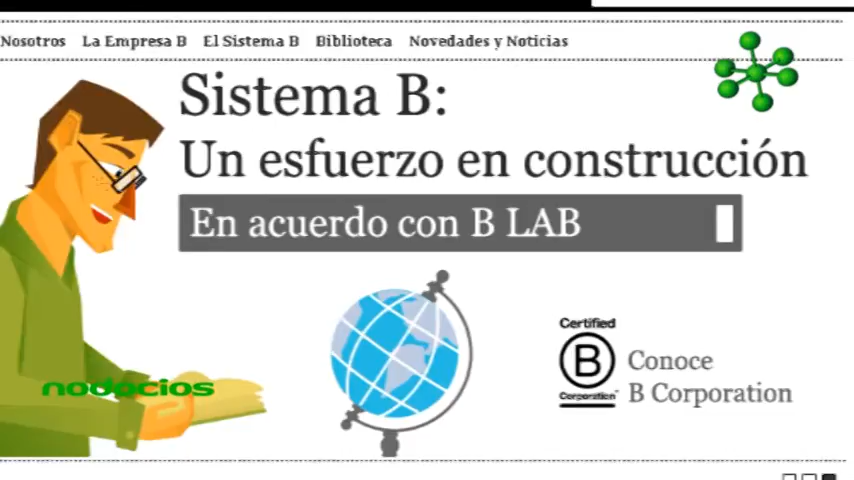 Nosotros La Empresa B El Sistema B Biblioteca Novedades y Noticias
Sistema B:
Un esfuerzo en construcción
En acuerdo con B LAB
nodocios
Certified
B
Corporation
Conoce
B Corporation